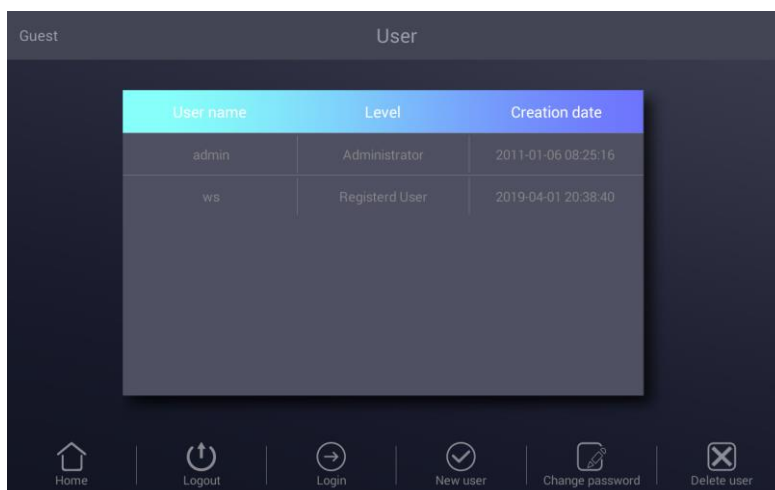 Guest User
User name Level Creation date
admin Administrator 2011-01-06 08:25:16
ws Registerd User 2019-04-01 20:38:40
Home Logout Login New user Change password Delete user